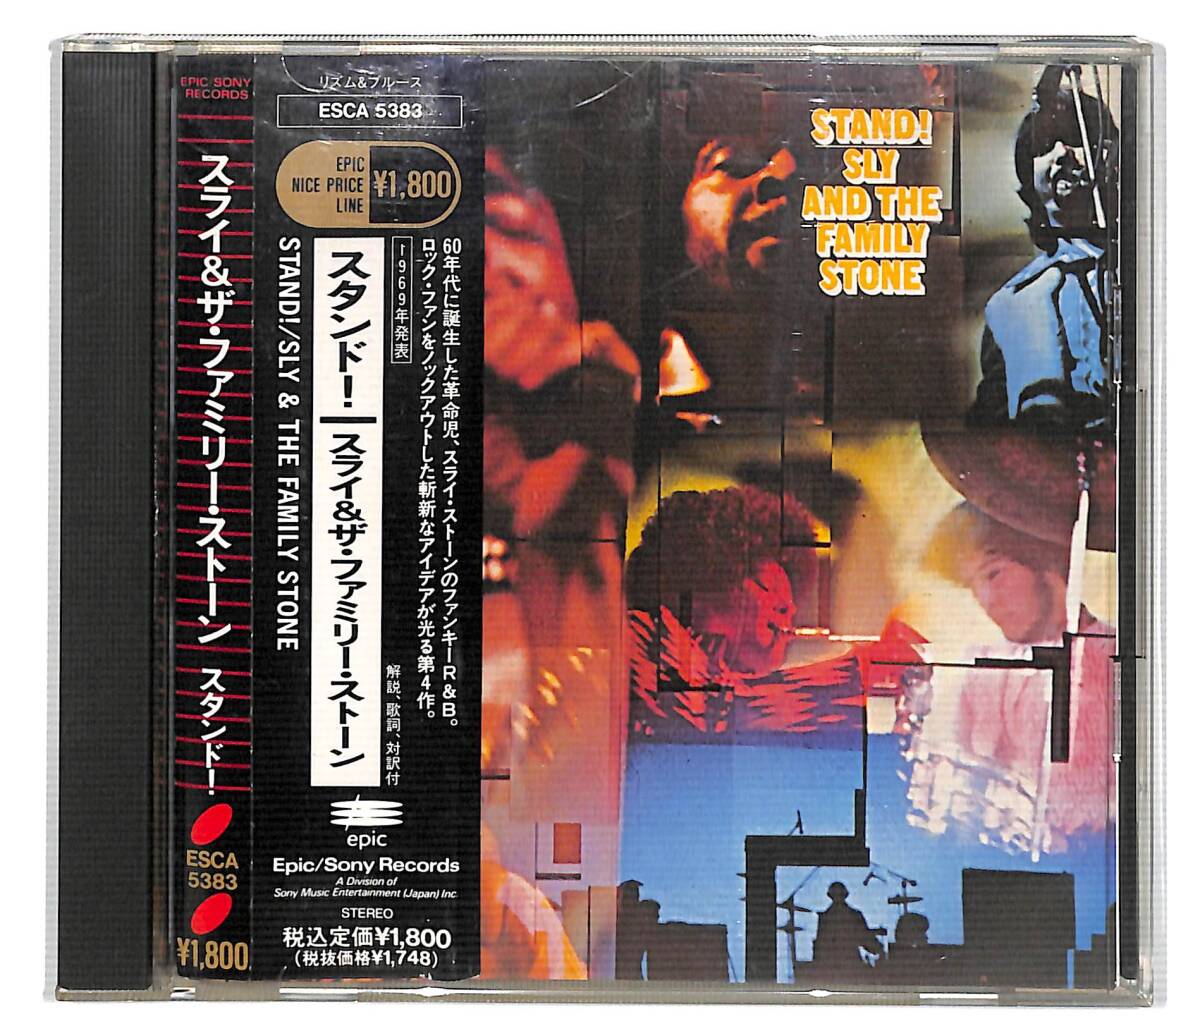 EPIC SONY
RECORDS
スライ&ザ・ファミリー・ストーン スタンド!
ESCA
5383
¥1,800
リズム&ブルース
ESCA 5383
EPIC
NICE PRICE
LINE
¥1,800
60年代に誕生した革命児、スライ・ストーンのファンキーR&B。
ロック・ファンをノックアウトした斬新なアイデアが光る第4作。
1969年発表
解説、歌詞、対訳付
スタンド!
スライ&ザ・ファミリー・ストーン
STAND!/SLY & THE FAMILY STONE
epic
Epic/Sony Records
A Division of
Sony Music Entertainment (Japan) Inc.
STEREO
税込定価¥1,800
(税抜価格¥1,748)
STAND!
SLY
AND THE
FAMILY
STONE